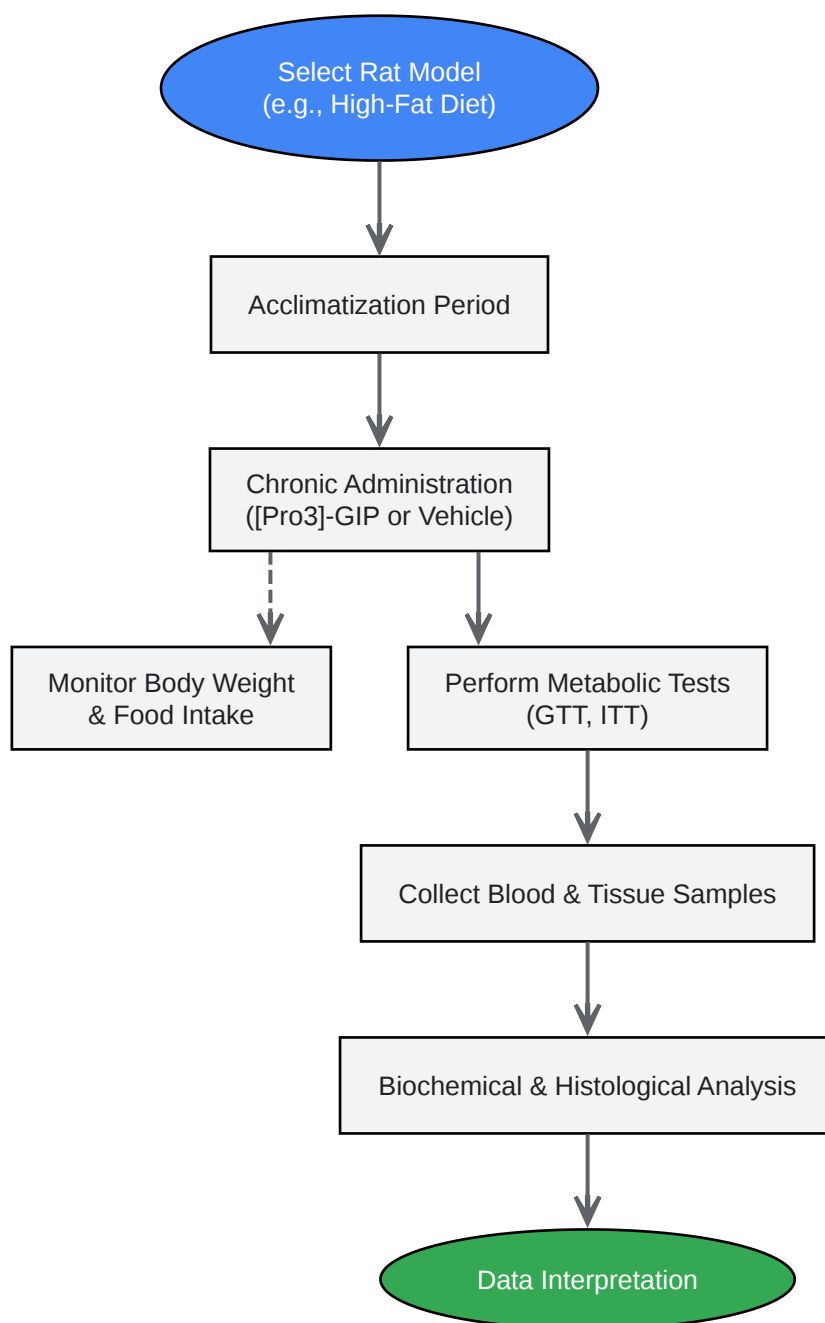 Select Rat Model
(e.g., High-Fat Diet)
Acclimatization Period
Chronic Administration
([Pro3]-GIP or Vehicle)
Monitor Body Weight
& Food Intake
Perform Metabolic Tests
(GTT, ITT)
Collect Blood & Tissue Samples
Biochemical & Histological Analysis
Data Interpretation